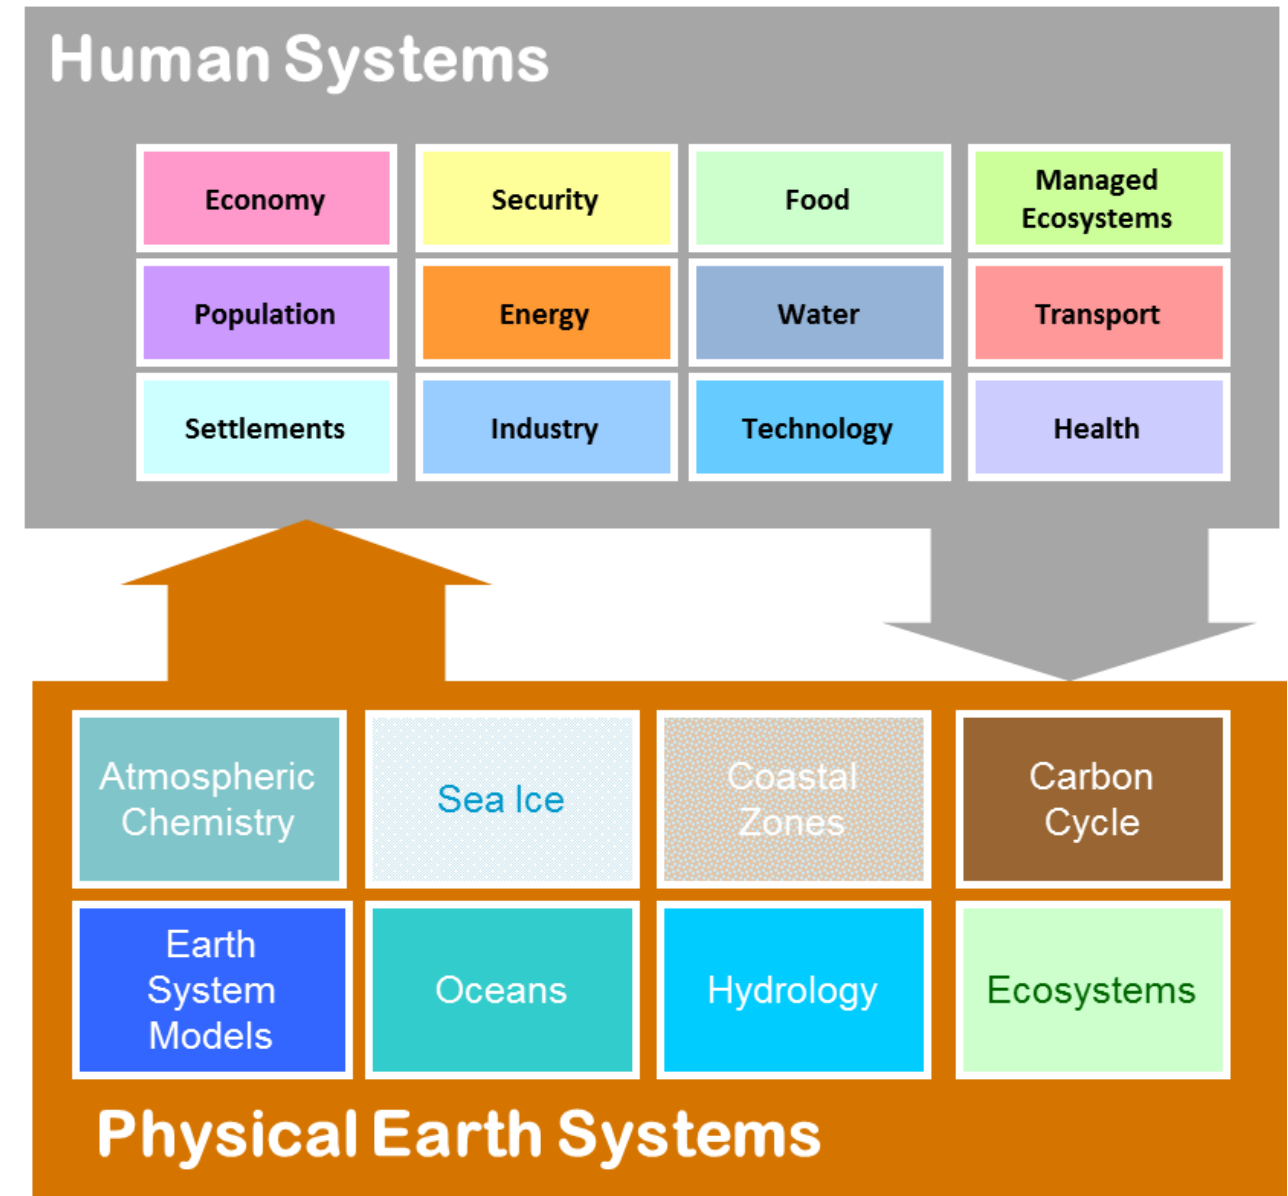 Human Systems
Economy
Security
Food
Managed
Ecosystems
Population
Energy
Water
Transport
Settlements
Industry
Technology
Health
Atmospheric
Chemistry
Sea Ice
Coastal
Zones
Carbon
Cycle
Earth
System
Models
Oceans
Hydrology
Ecosystems
Physical Earth Systems